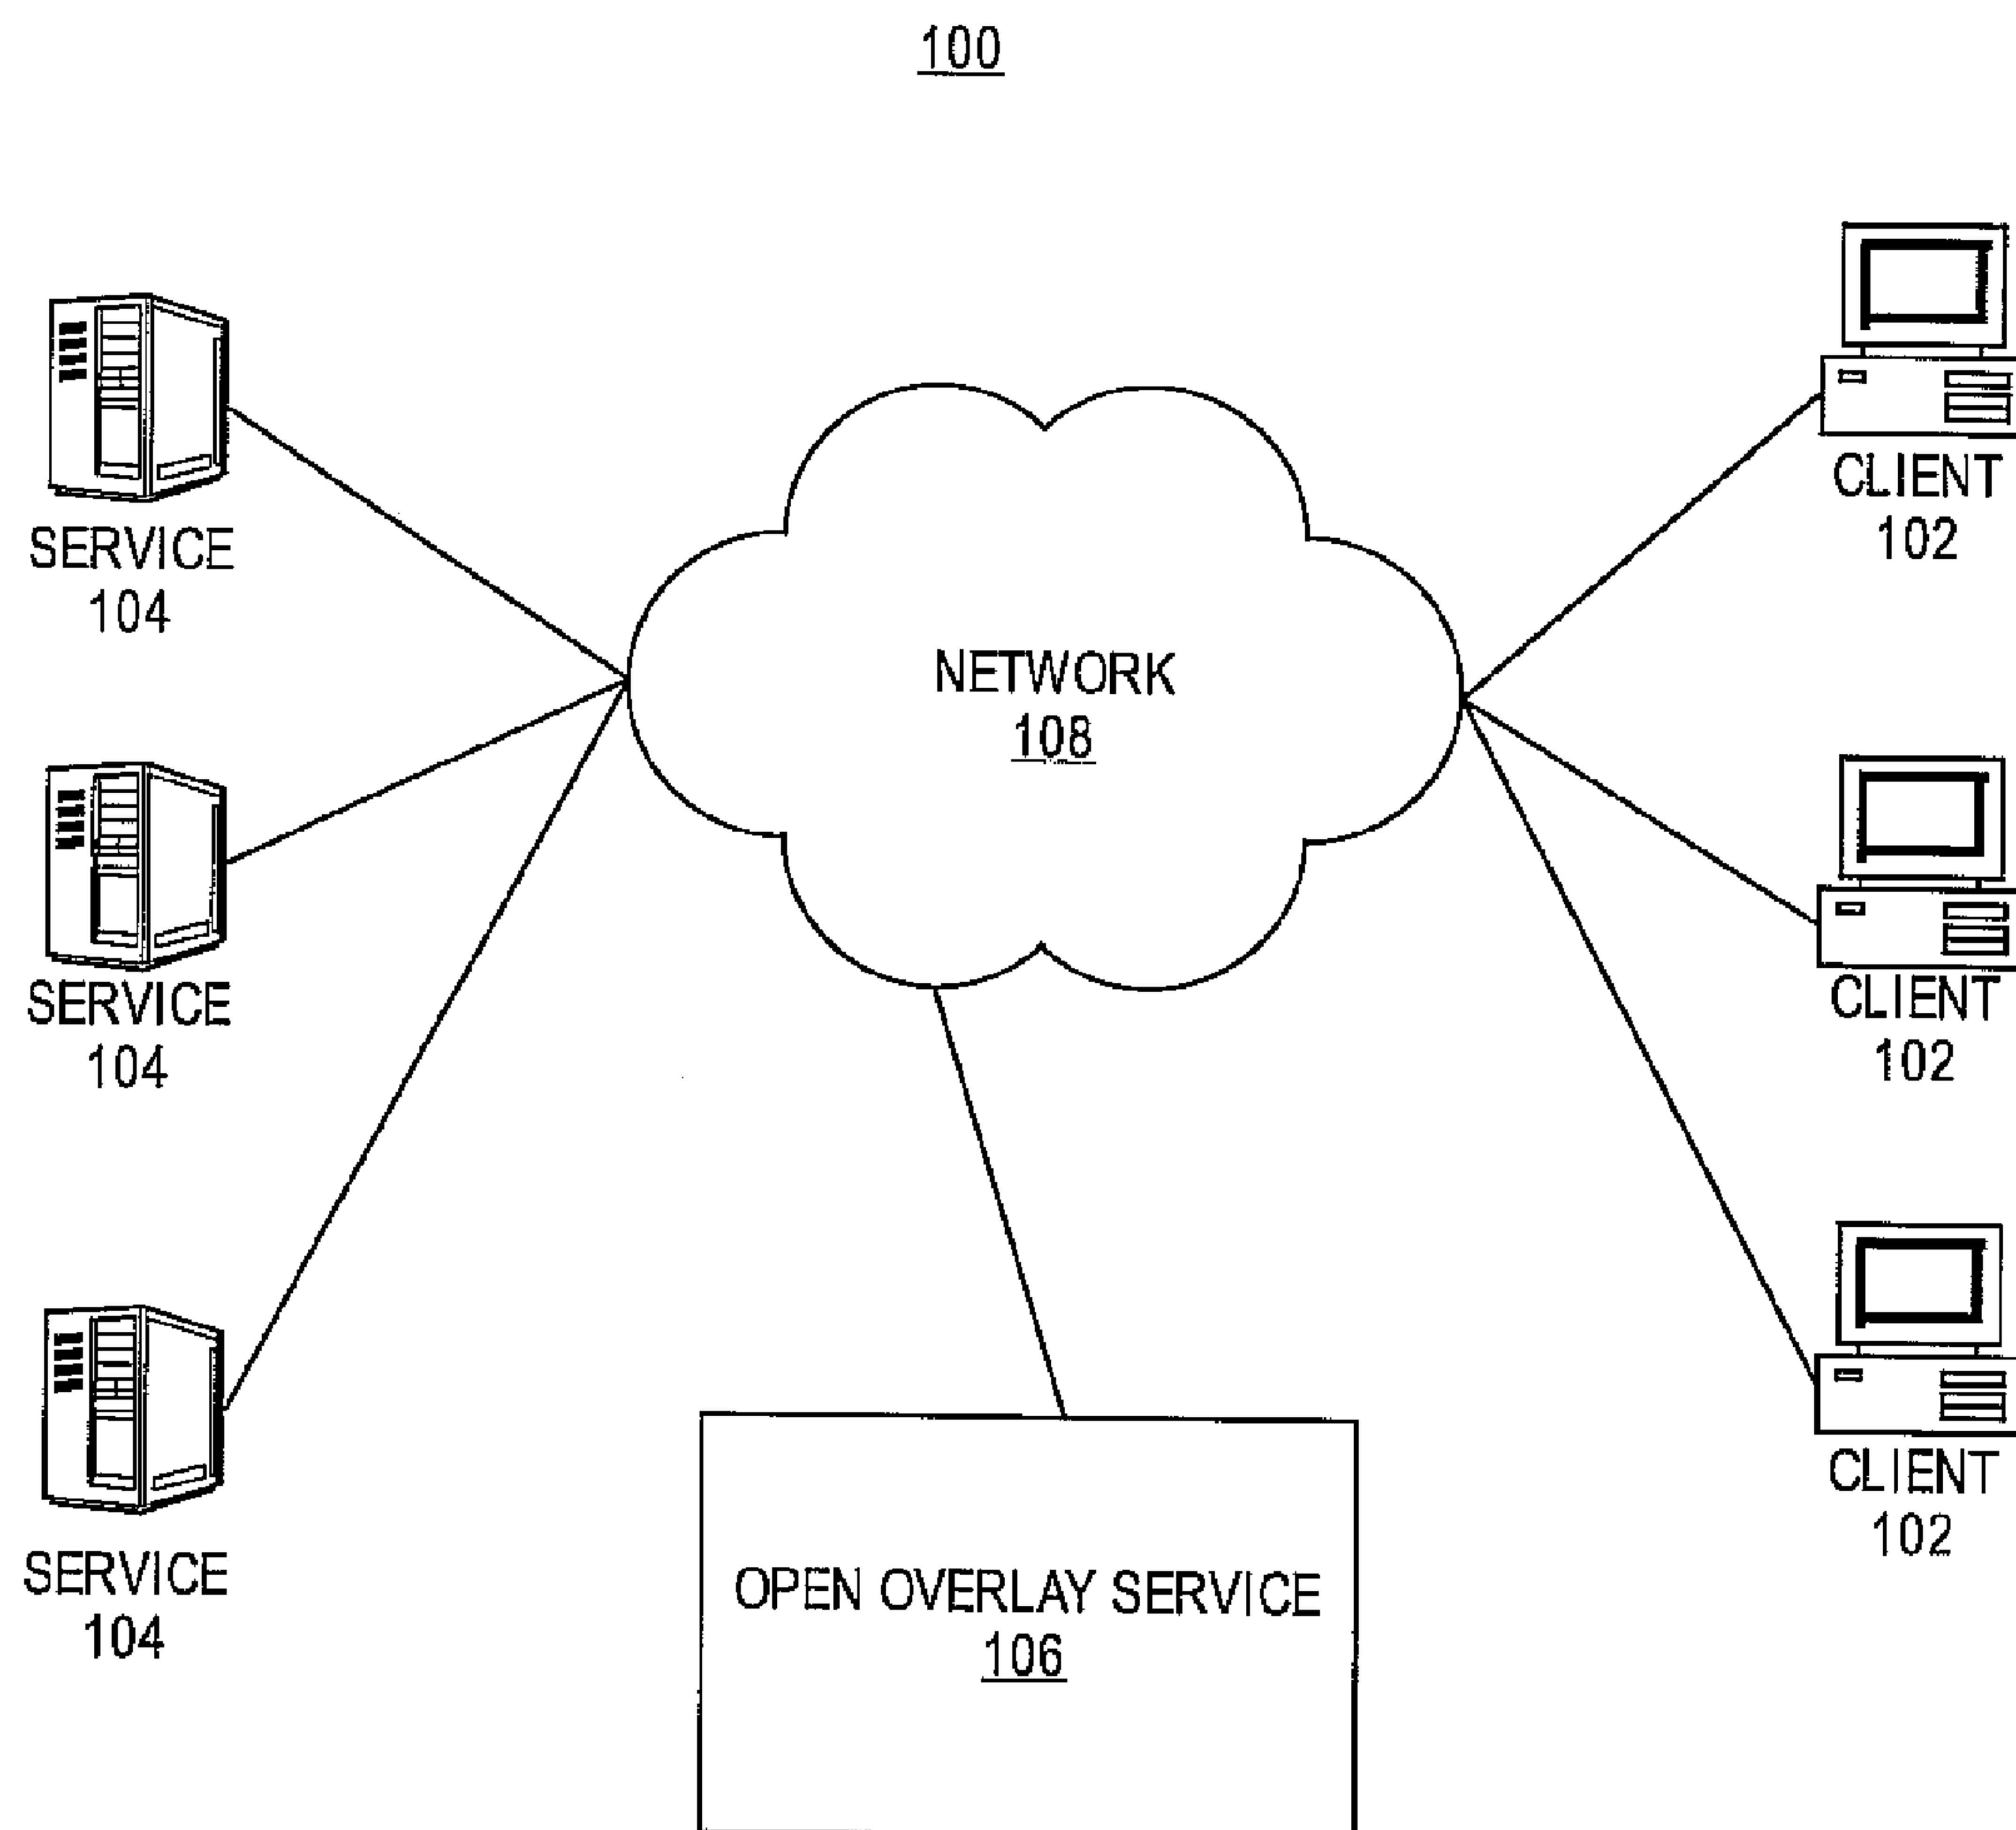 100
SERVICE
104
SERVICE
104
SERVICE
104
NETWORK
108
OPEN OVERLAY SERVICE
106
CLIENT
102
CLIENT
102
CLIENT
102